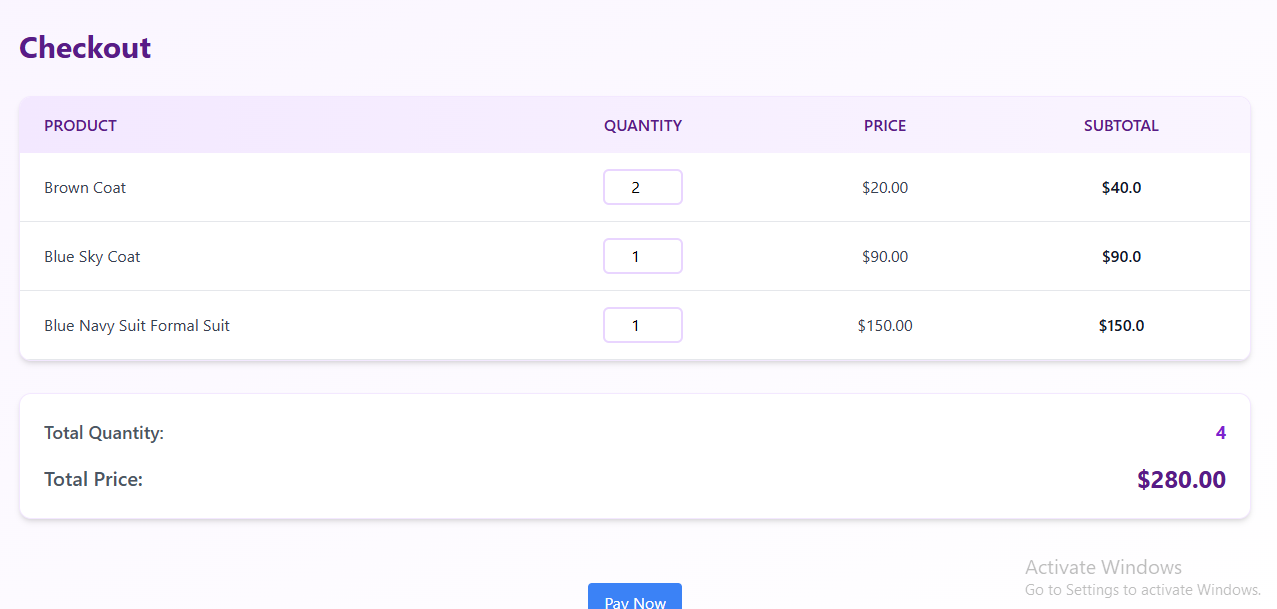 Checkout
PRODUCT QUANTITY PRICE SUBTOTAL
Brown Coat 2 $20.00 $40.0
Blue Sky Coat 1 $90.00 $90.0
Blue Navy Suit Formal Suit 1 $150.00 $150.0
Total Quantity: 4
Total Price: $280.00
Activate Windows
Go to Settings to activate Windows.
Pay Now